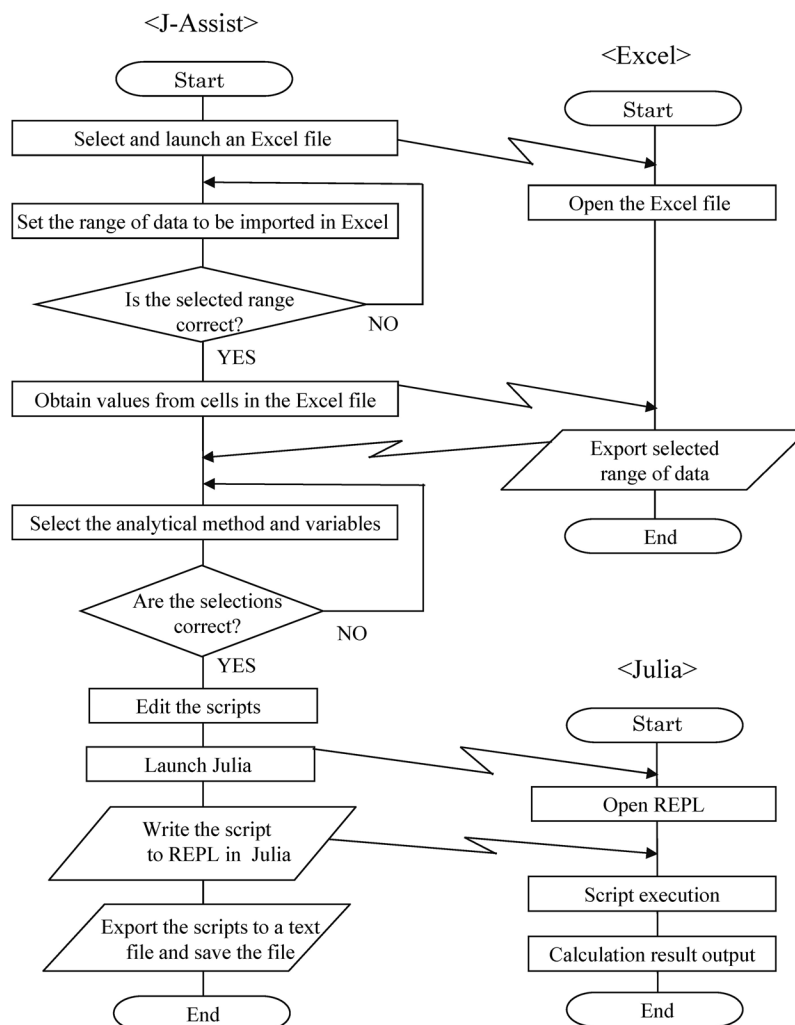 <J-Assist>
Start
Select and launch an Excel file
Set the range of data to be imported in Excel
Is the selected range
correct?
NO
YES
Obtain values from cells in the Excel file
Select the analytical method and variables
Are the selections
correct?
NO
YES
Edit the scripts
Launch Julia
Write the script
to REPL in Julia
Export the scripts to a text
file and save the file
End
<Excel>
Start
Open the Excel file
Export selected
range of data
End
<Julia>
Start
Open REPL
Script execution
Calculation result output
End